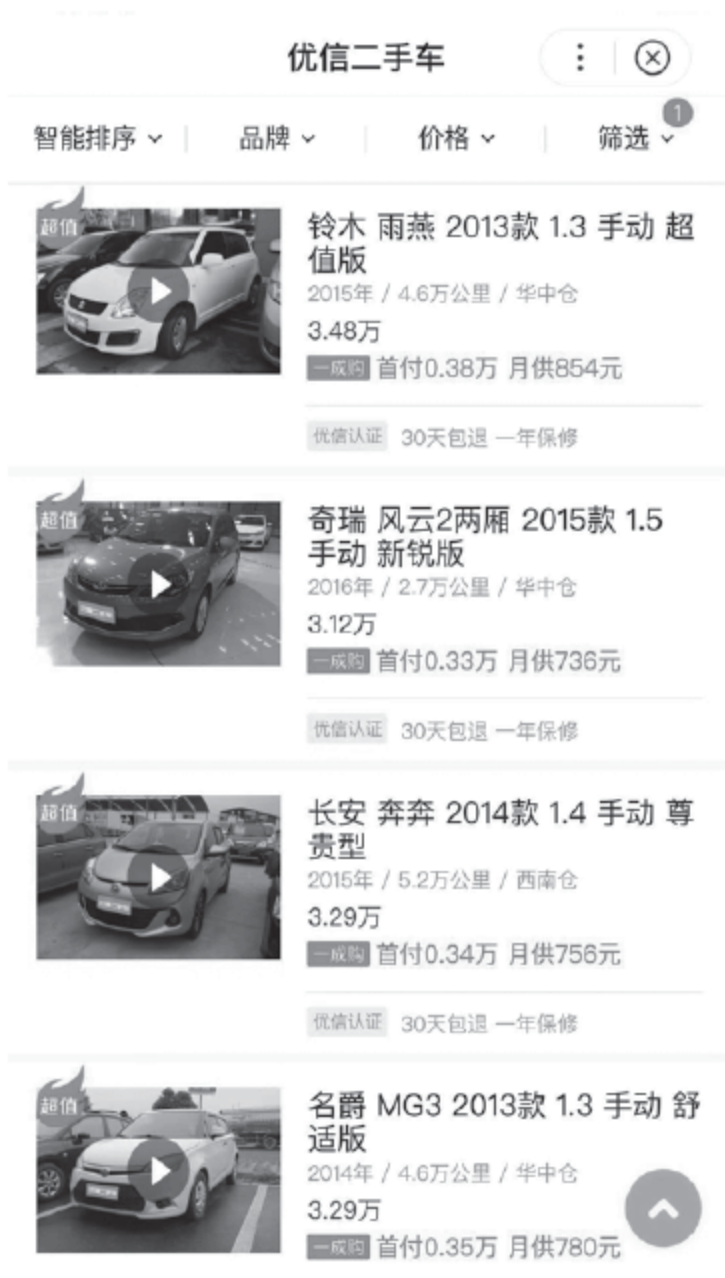 优信二手车
智能排序 品牌 价格 筛选 1
超值
铃木 雨燕 2013款 1.3 手动 超
值版
2015年 / 4.6万公里 / 华中仓
3.48万
一成购 首付0.38万 月供854元
优信认证 30天包退 一年保修
超值
奇瑞 风云2两厢 2015款 1.5
手动 新锐版
2016年 / 2.7万公里 / 华中仓
3.12万
一成购 首付0.33万 月供736元
优信认证 30天包退 一年保修
超值
长安 奔奔 2014款 1.4 手动 尊
贵型
2015年 / 5.2万公里 / 西南仓
3.29万
一成购 首付0.34万 月供756元
优信认证 30天包退 一年保修
超值
名爵 MG3 2013款 1.3 手动 舒
适版
2014年 / 4.6万公里 / 华中仓
3.29万
一成购 首付0.35万 月供780元